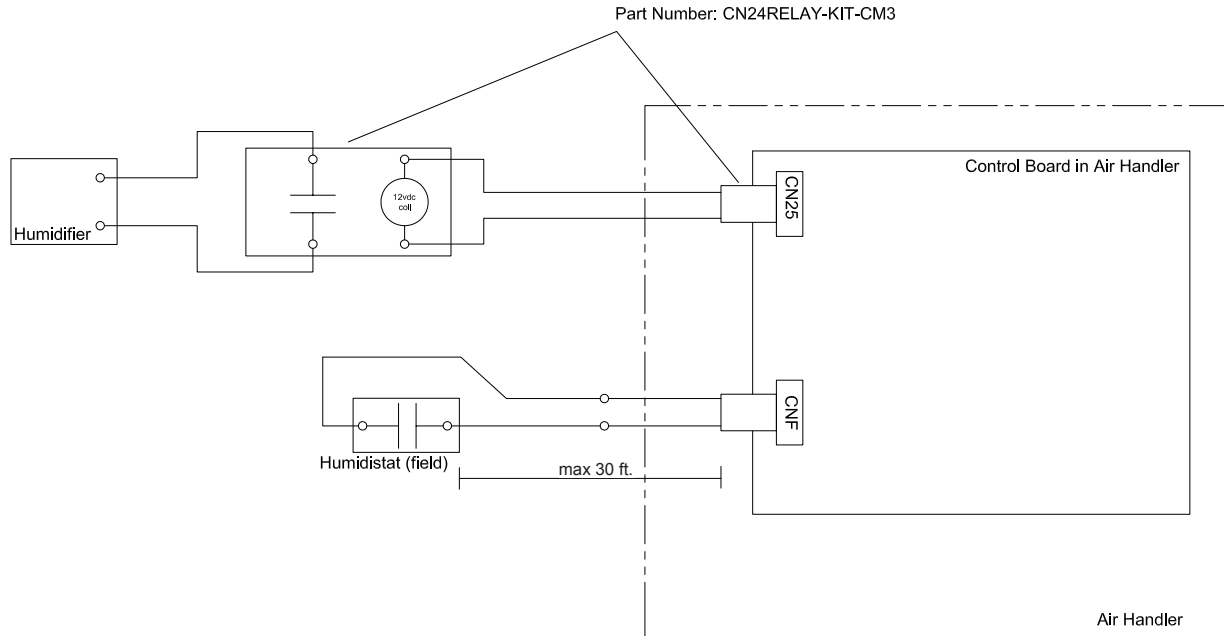 Part Number: CN24RELAY-KIT-CM3
Control Board in Air Handler
CN25
12vdc
coil
Humidifier
CNF
Humidistat (field)
max 30 ft.
Air Handler